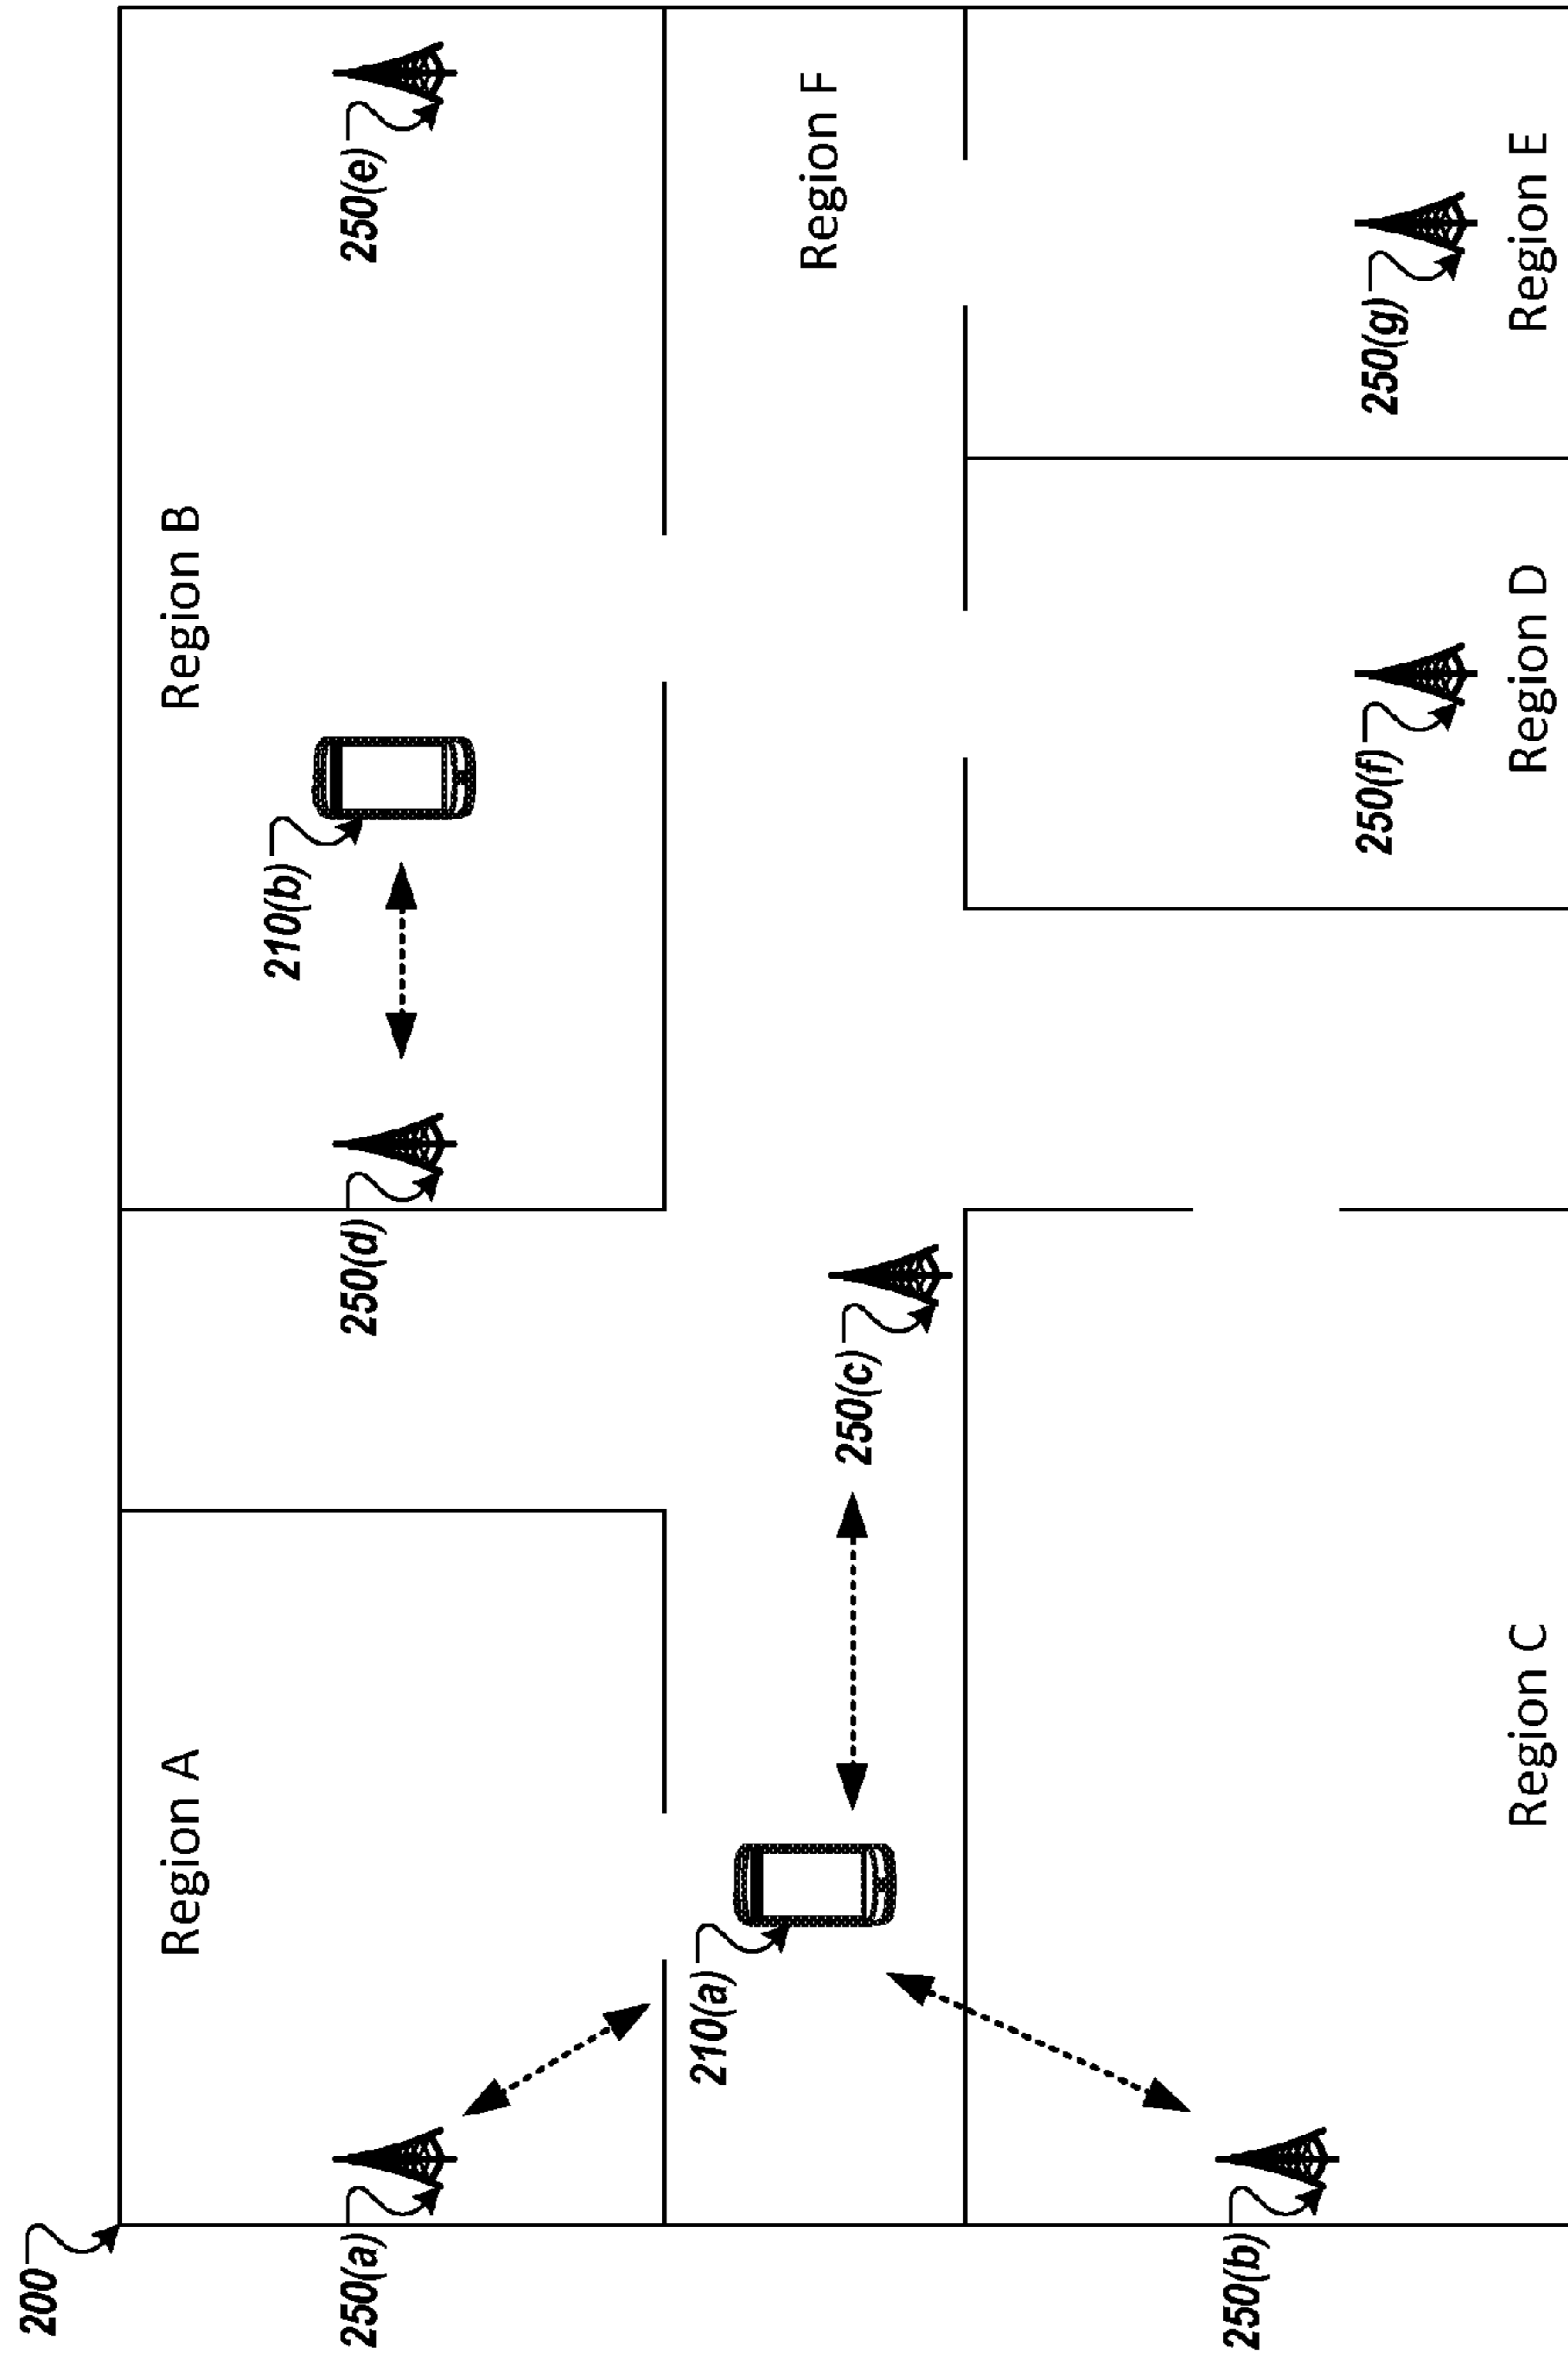 200
Region A
Region B
250(a)
250(d)
210(b)
250(e)
210(a)
250(c)
Region F
250(b)
250(f)
250(g)
Region C
Region D
Region E